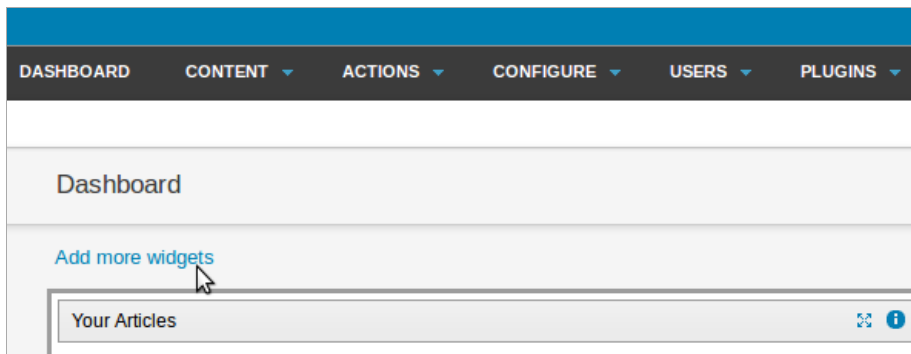 DASHBOARD CONTENT ACTIONS CONFIGURE USERS PLUGINS
Dashboard
Add more widgets
Your Articles